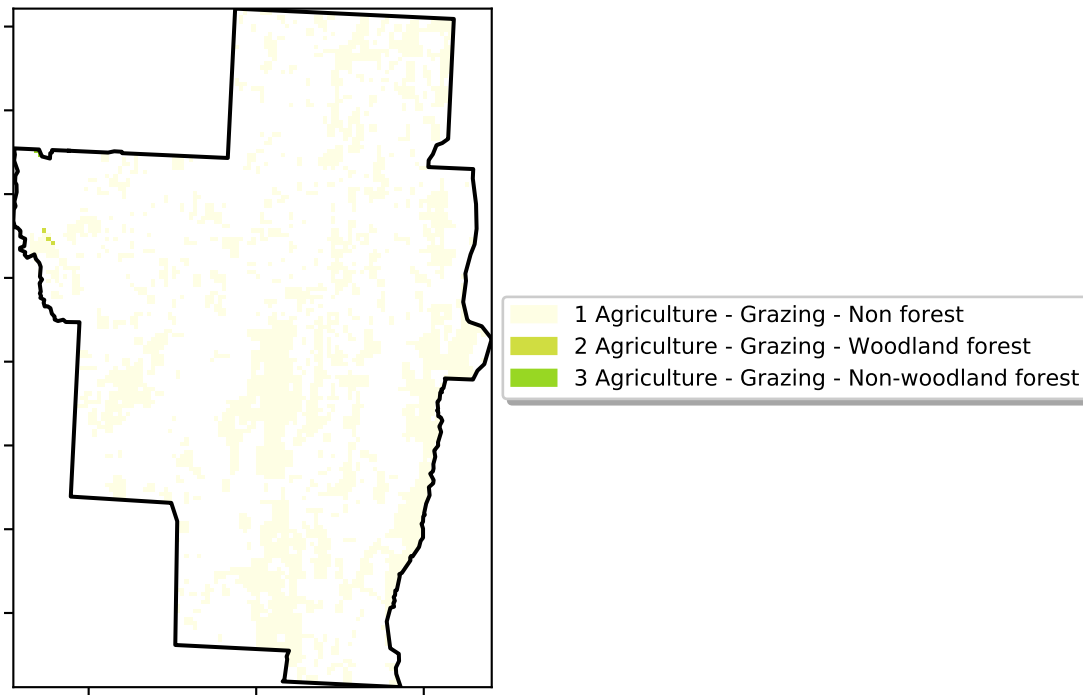 1 Agriculture - Grazing - Non forest
2 Agriculture - Grazing - Woodland forest
3 Agriculture - Grazing - Non-woodland forest